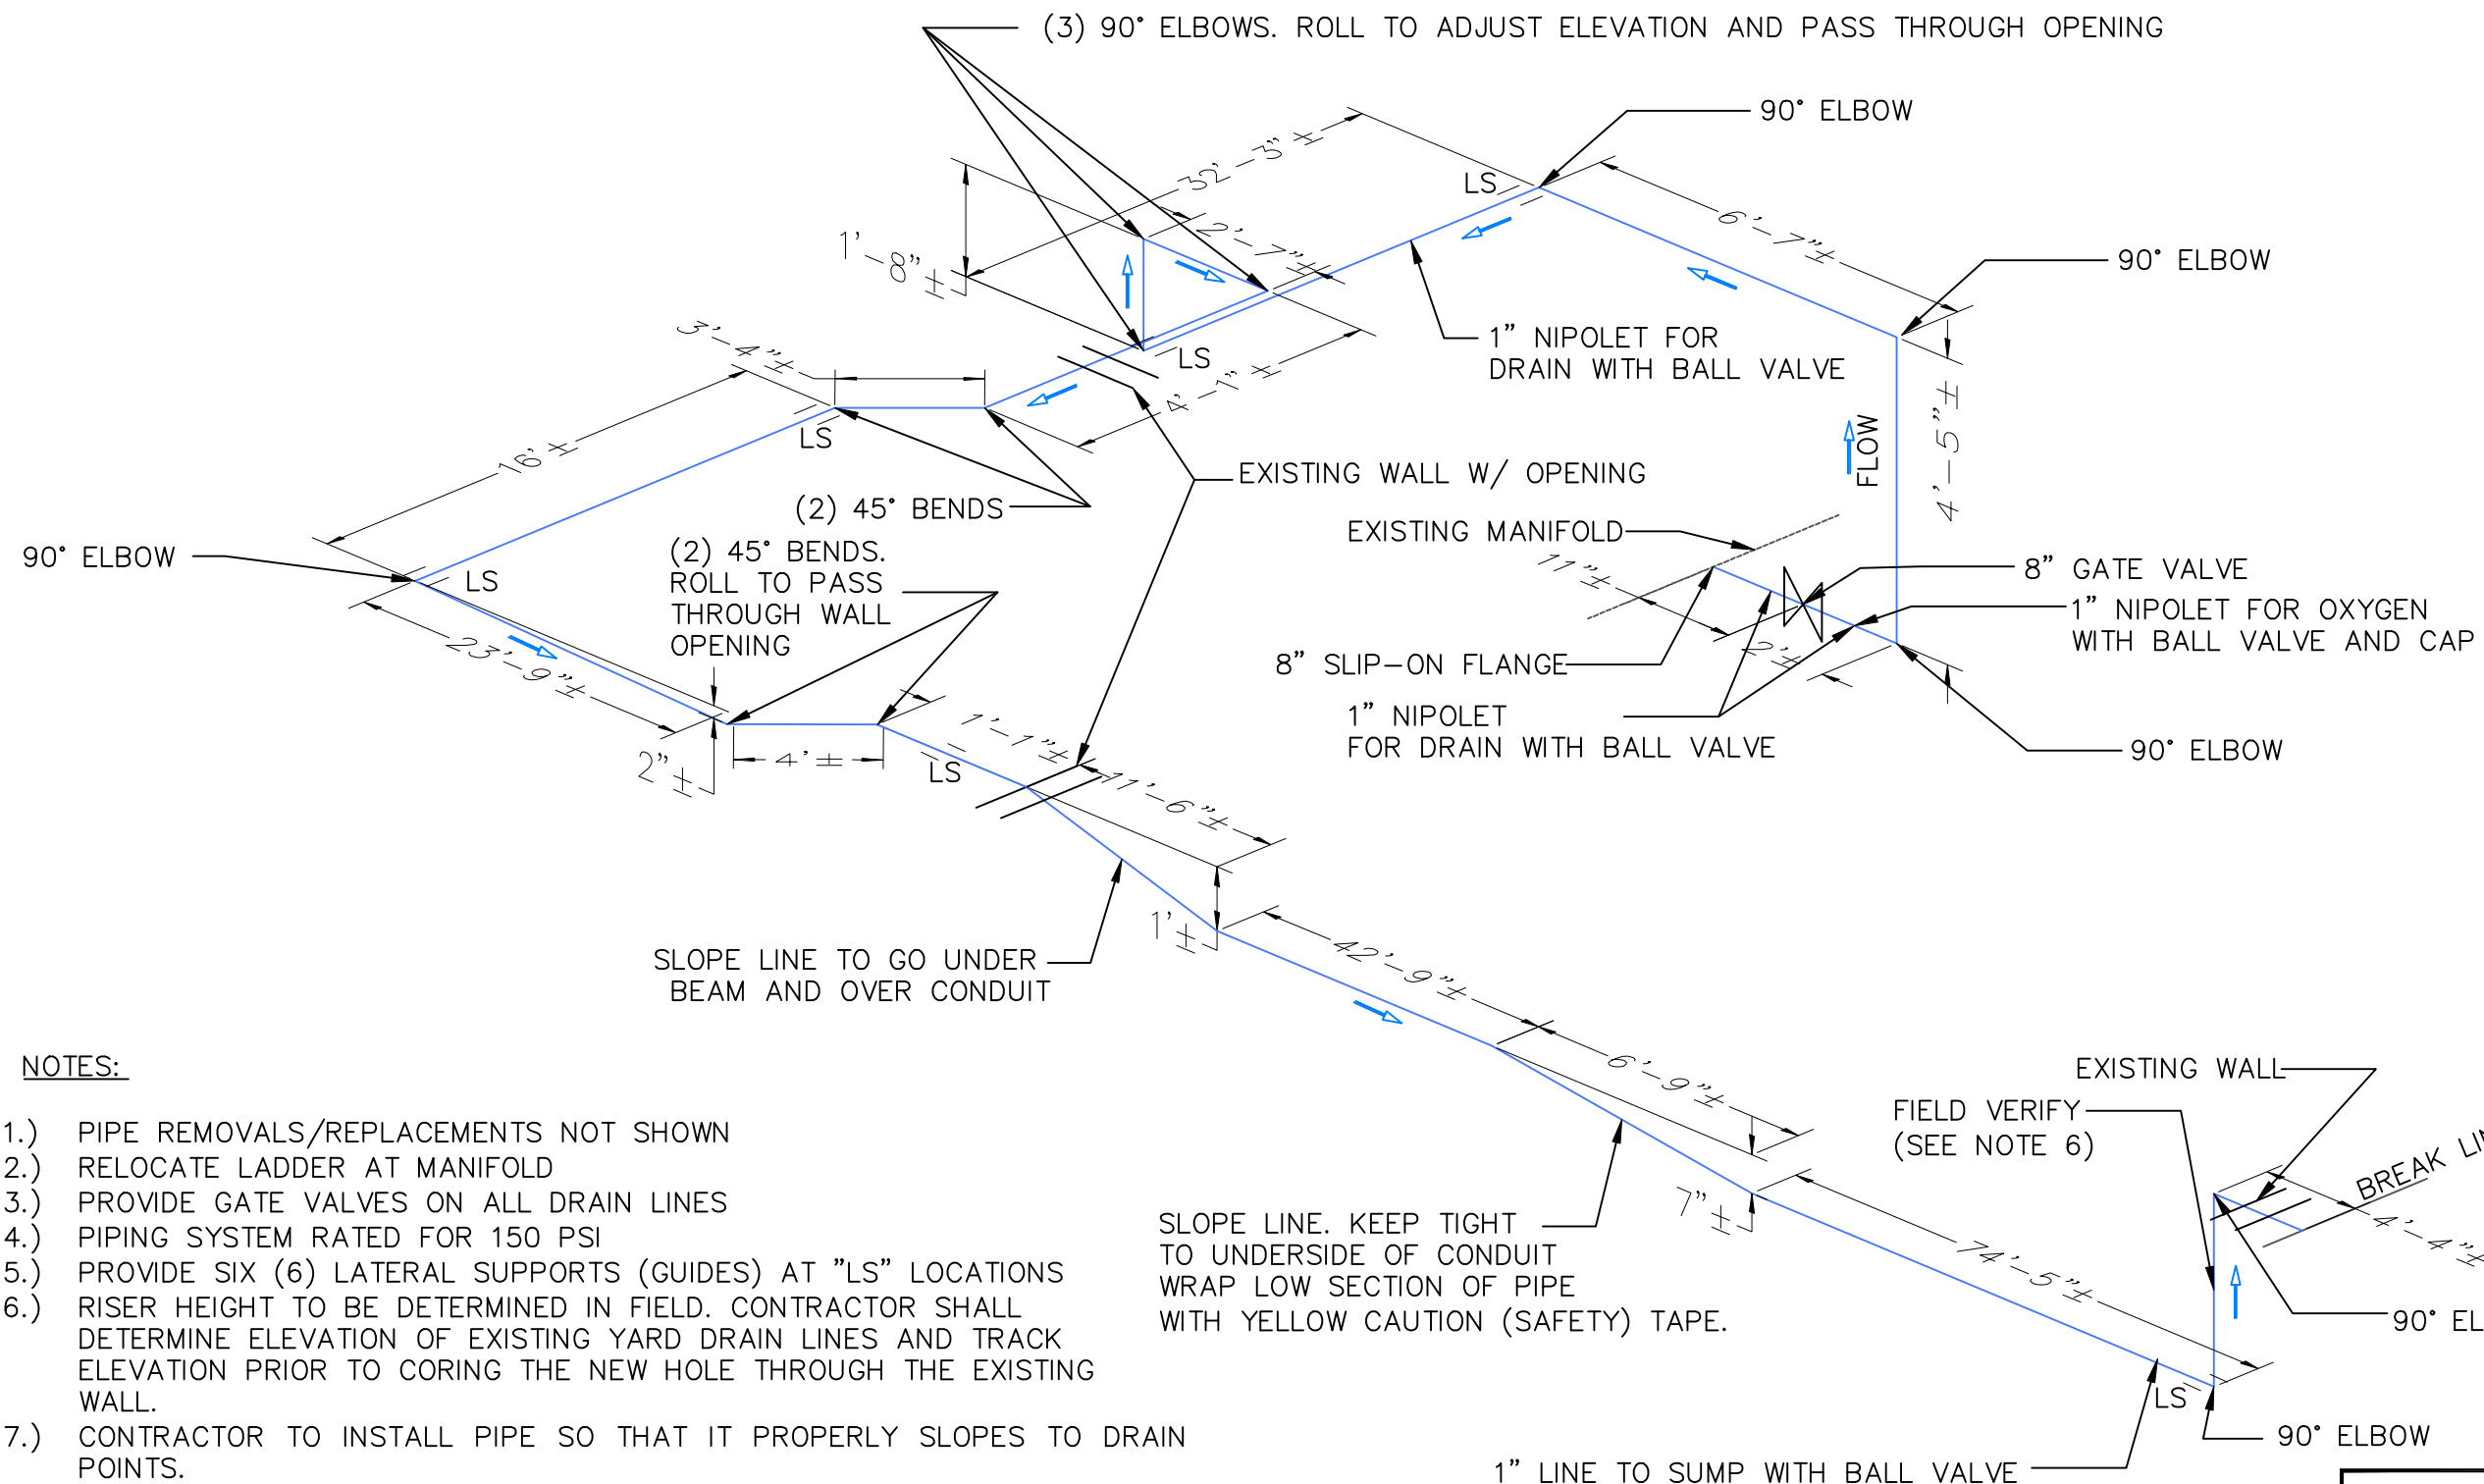 (3) 90° ELBOWS. ROLL TO ADJUST ELEVATION AND PASS THROUGH OPENING
90° ELBOW
32'-3"±
LS
6'-7"±
2'-7"±
1'-8"±
90° ELBOW
1" NIPOLET FOR
DRAIN WITH BALL VALVE
3'-4"±
LS
4'-1"±
4'-5"±
FLOW
LS
16'±
EXISTING WALL W/ OPENING
(2) 45° BENDS
EXISTING MANIFOLD
90° ELBOW
(2) 45° BENDS.
ROLL TO PASS
THROUGH WALL
OPENING
LS
11"±
8" GATE VALVE
1" NIPOLET FOR OXYGEN
WITH BALL VALVE AND CAP
23'-9"±
2'±
8" SLIP-ON FLANGE
1" NIPOLET
FOR DRAIN WITH BALL VALVE
90° ELBOW
1'-1"±
2"±
4'±
LS
11'-6"±
1'±
SLOPE LINE TO GO UNDER
BEAM AND OVER CONDUIT
42'-9"±
6'-9"±
EXISTING WALL
FIELD VERIFY
(SEE NOTE 6)
BREAK LIN
4'-4"±
7"±
74'-5"±
SLOPE LINE. KEEP TIGHT
TO UNDERSIDE OF CONDUIT
WRAP LOW SECTION OF PIPE
WITH YELLOW CAUTION (SAFETY) TAPE.
90° EL
LS
90° ELBOW
1" LINE TO SUMP WITH BALL VALVE
NOTES:
1.) PIPE REMOVALS/REPLACEMENTS NOT SHOWN
2.) RELOCATE LADDER AT MANIFOLD
3.) PROVIDE GATE VALVES ON ALL DRAIN LINES
4.) PIPING SYSTEM RATED FOR 150 PSI
5.) PROVIDE SIX (6) LATERAL SUPPORTS (GUIDES) AT "LS" LOCATIONS
6.) RISER HEIGHT TO BE DETERMINED IN FIELD. CONTRACTOR SHALL
DETERMINE ELEVATION OF EXISTING YARD DRAIN LINES AND TRACK
ELEVATION PRIOR TO CORING THE NEW HOLE THROUGH THE EXISTING
WALL.
7.) CONTRACTOR TO INSTALL PIPE SO THAT IT PROPERLY SLOPES TO DRAIN
POINTS.